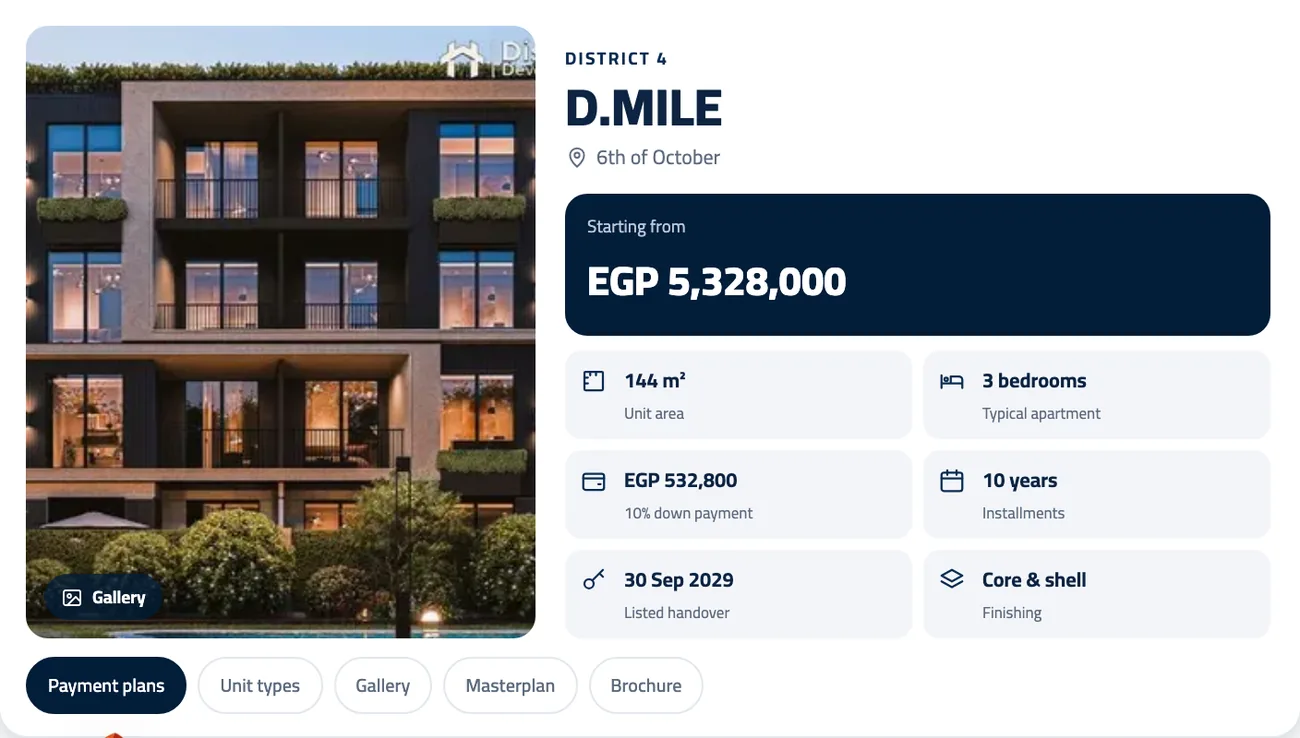 DISTRICT 4
D.MILE
6th of October
Starting from
EGP 5,328,000
144 m²
Unit area
3 bedrooms
Typical apartment
EGP 532,800
10% down payment
10 years
Installments
30 Sep 2029
Listed handover
Core & shell
Finishing
Gallery
Payment plans
Unit types
Gallery
Masterplan
Brochure